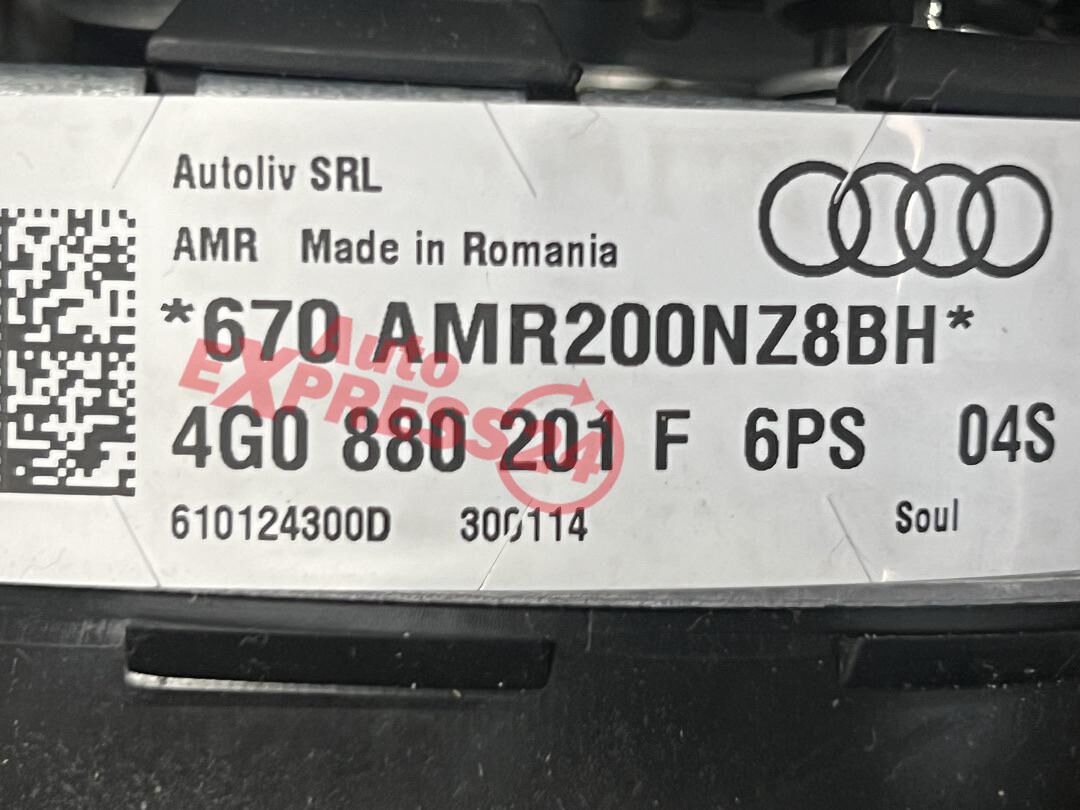 Autoliv SRL
AMR Made in Romania
*670 AMR200NZ8BH*
Auto
EXPRESS24
4G0 880 201 F 6PS 04S
610124300D 300114 Soul